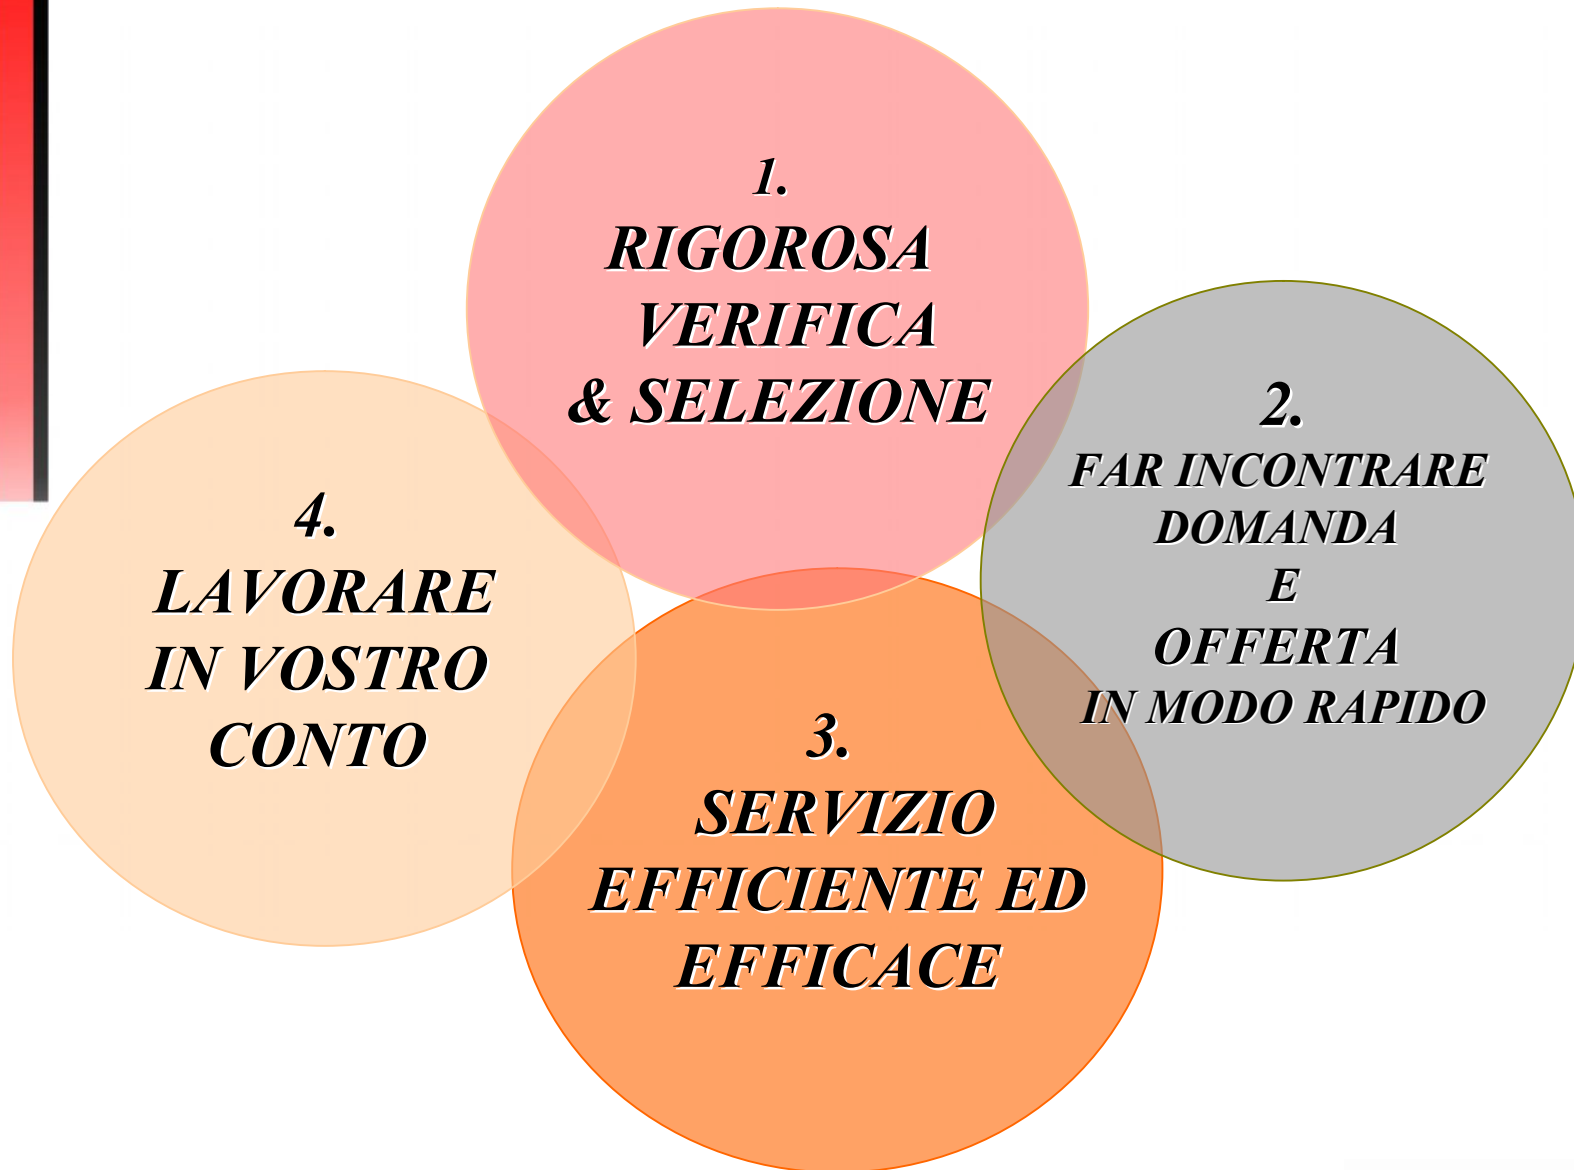 1.
RIGOROSA
VERIFICA
& SELEZIONE
2.
FAR INCONTRARE
DOMANDA
E
OFFERTA
IN MODO RAPIDO
3.
SERVIZIO
EFFICIENTE ED
EFFICACE
4.
LAVORARE
IN VOSTRO
CONTO